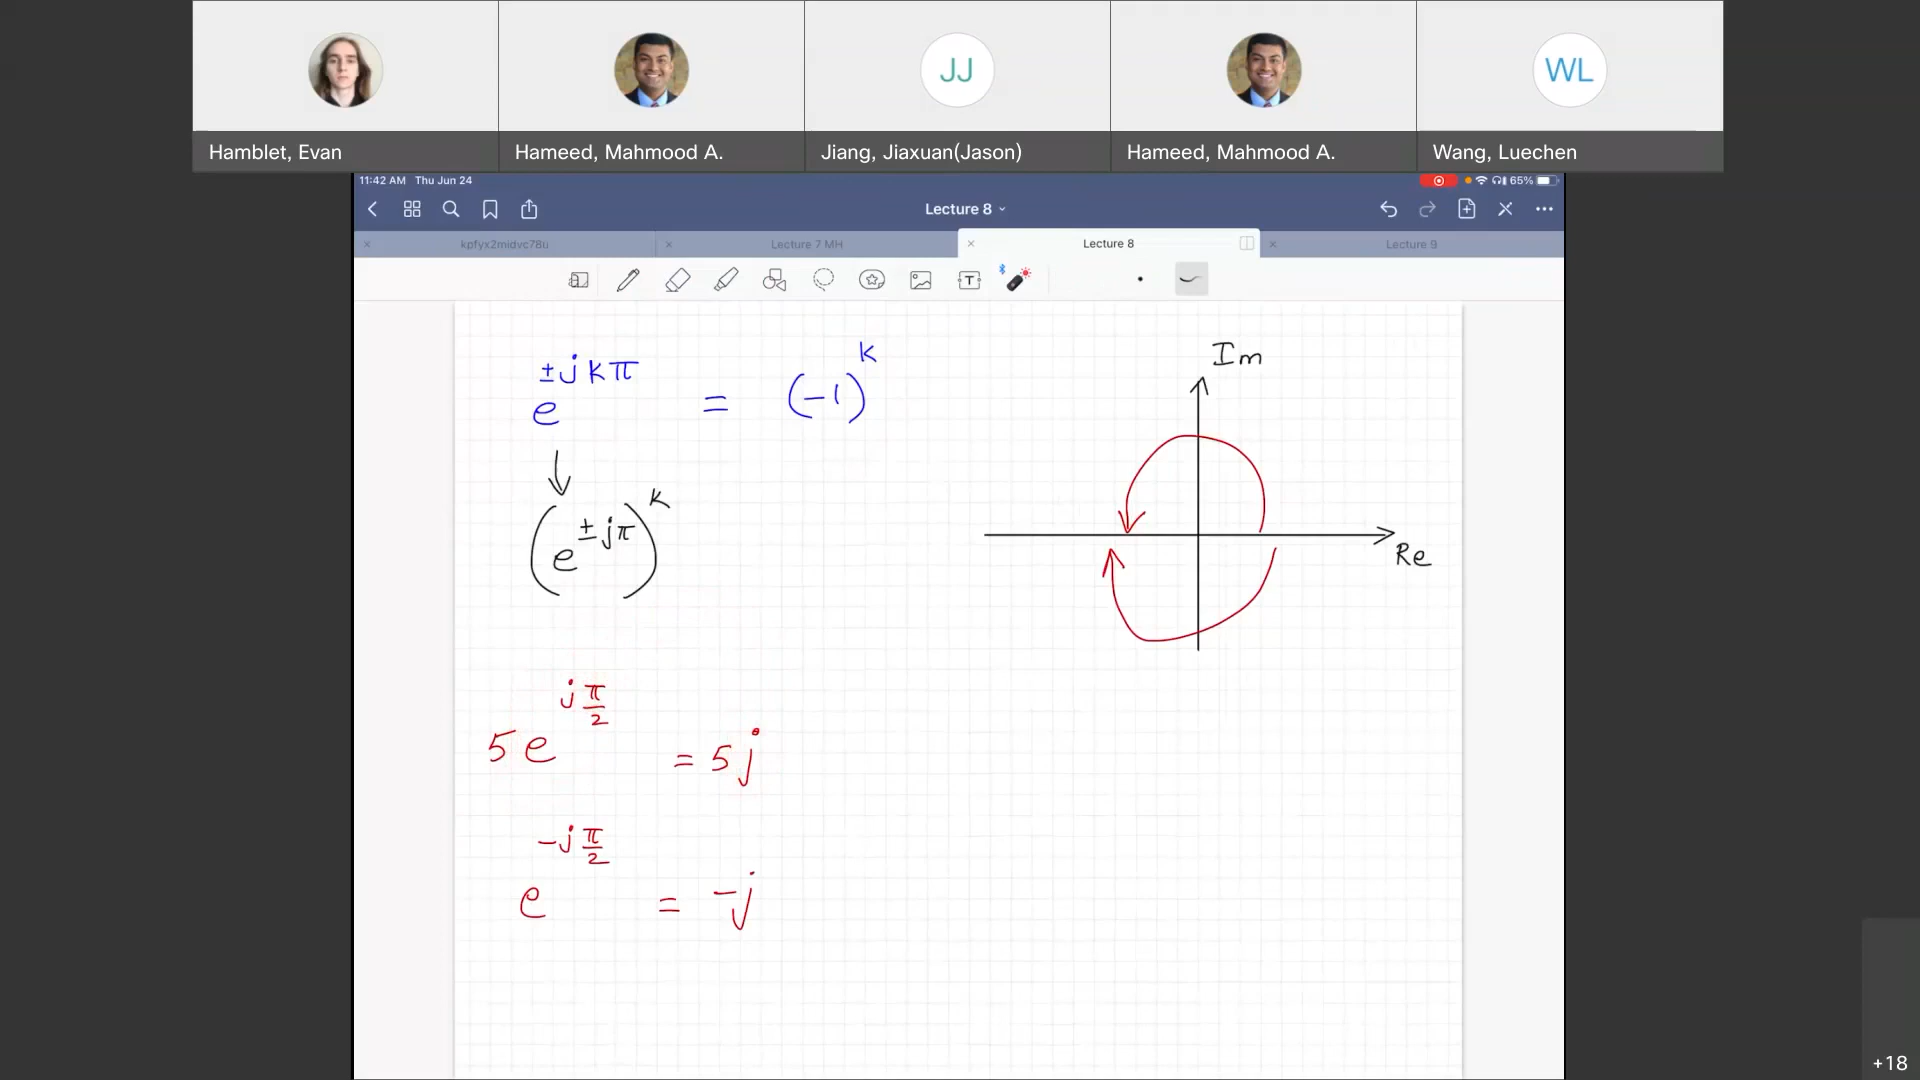 JJ
WL
Hamblet, Evan
Hameed, Mahmood A.
Jiang, Jiaxuan(Jason)
Hameed, Mahmood A.
Wang, Luechen
11:42 AM Thu Jun 24
65%
Lecture 8
kpfyx2midvc78u
Lecture 7 MH
Lecture 8
Lecture 9
T
e^{±jkπ} = (-1)^k
(e^{±jπ})^k
Im
Re
5e^{jπ/2} = 5j
e^{-jπ/2} = -j
+18